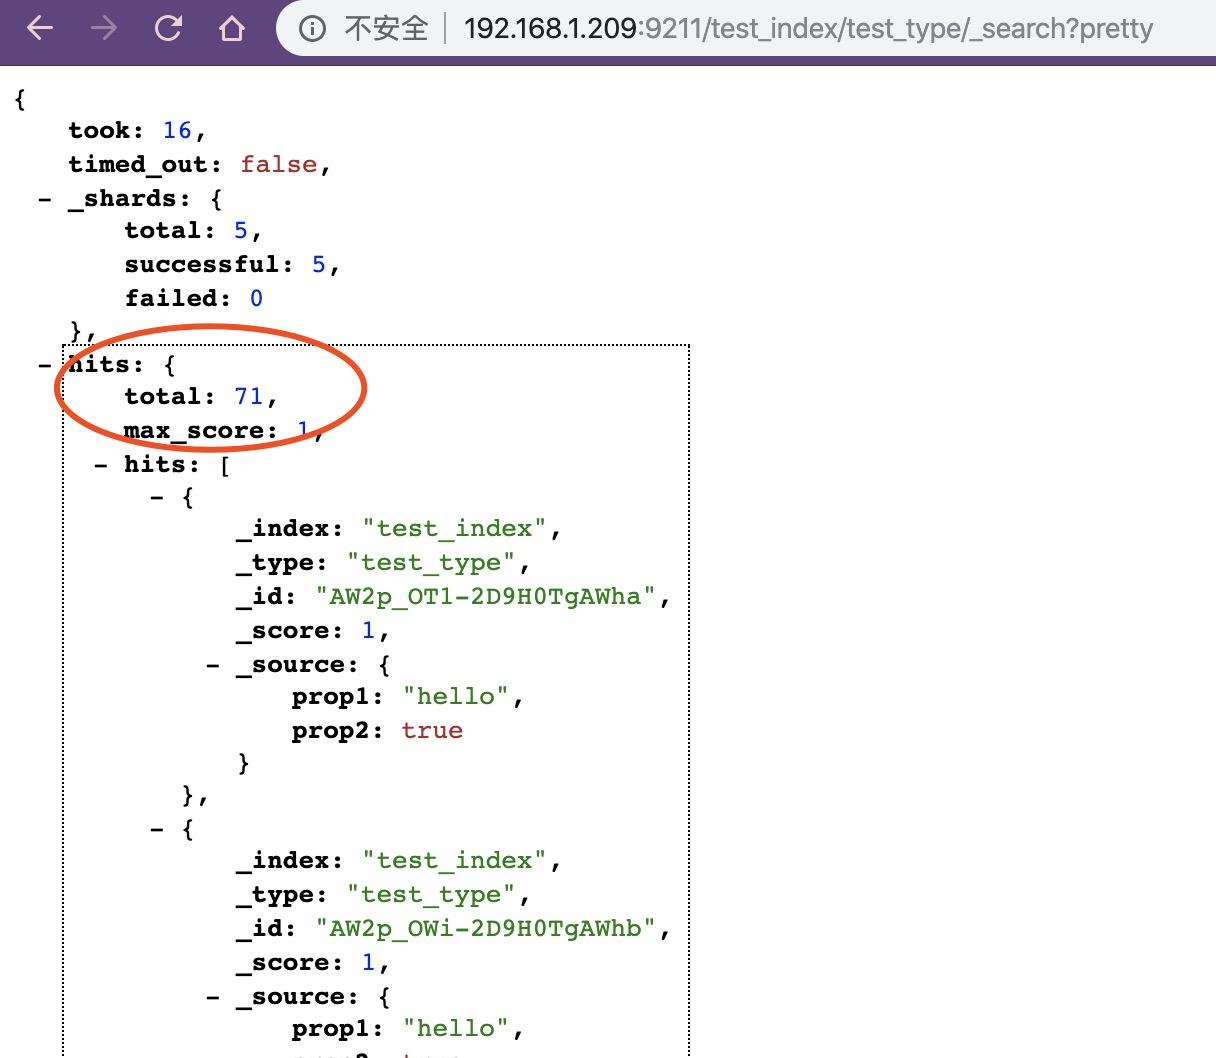 不安全 192.168.1.209:9211/test_index/test_type/_search?pretty
{
took: 16,
timed_out: false,
- _shards: {
total: 5,
successful: 5,
failed: 0
},
- hits: {
total: 71,
max_score: 1,
- hits: [
- {
_index: "test_index",
_type: "test_type",
_id: "AW2p_OT1-2D9H0TgAWha",
_score: 1,
- _source: {
prop1: "hello",
prop2: true
}
},
- {
_index: "test_index",
_type: "test_type",
_id: "AW2p_OWi-2D9H0TgAWhb",
_score: 1,
- _source: {
prop1: "hello",